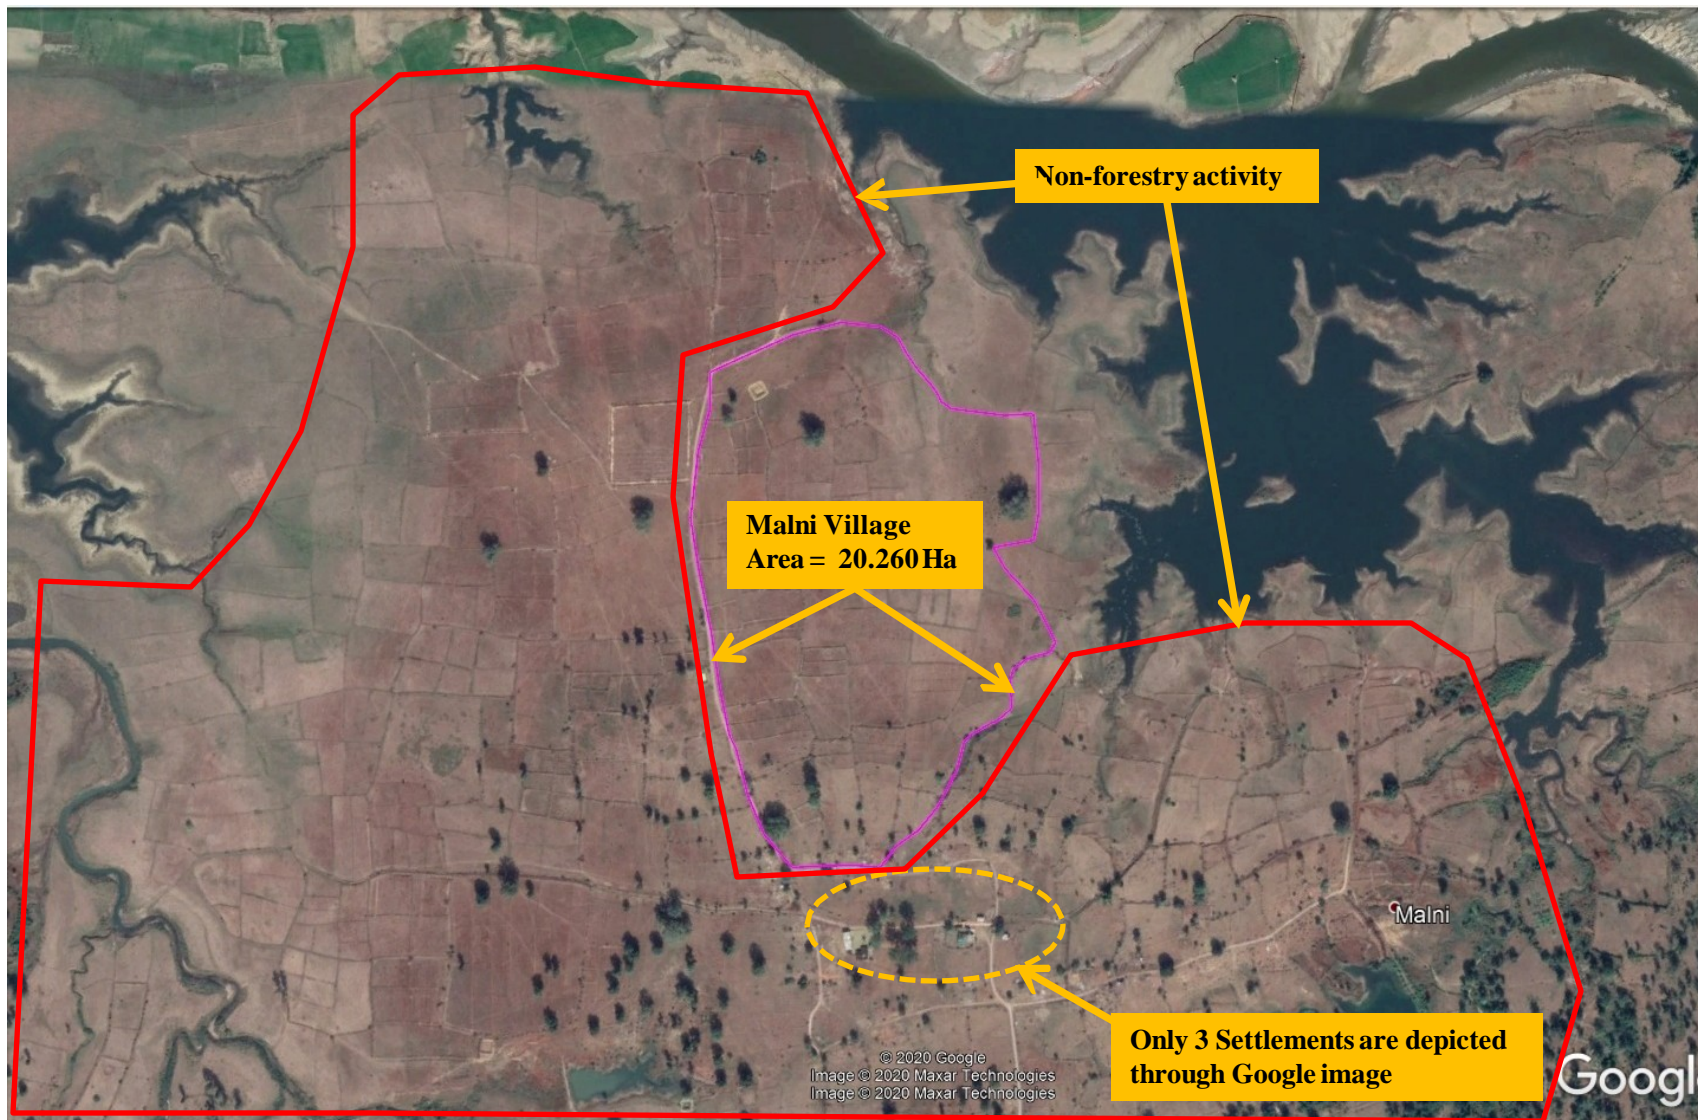 Non-forestry activity
Malni Village
Area = 20.260 Ha
Malni
Only 3 Settlements are depicted
through Google image
© 2020 Google
Image © 2020 Maxar Technologies
Image © 2020 Maxar Technologies
Googl